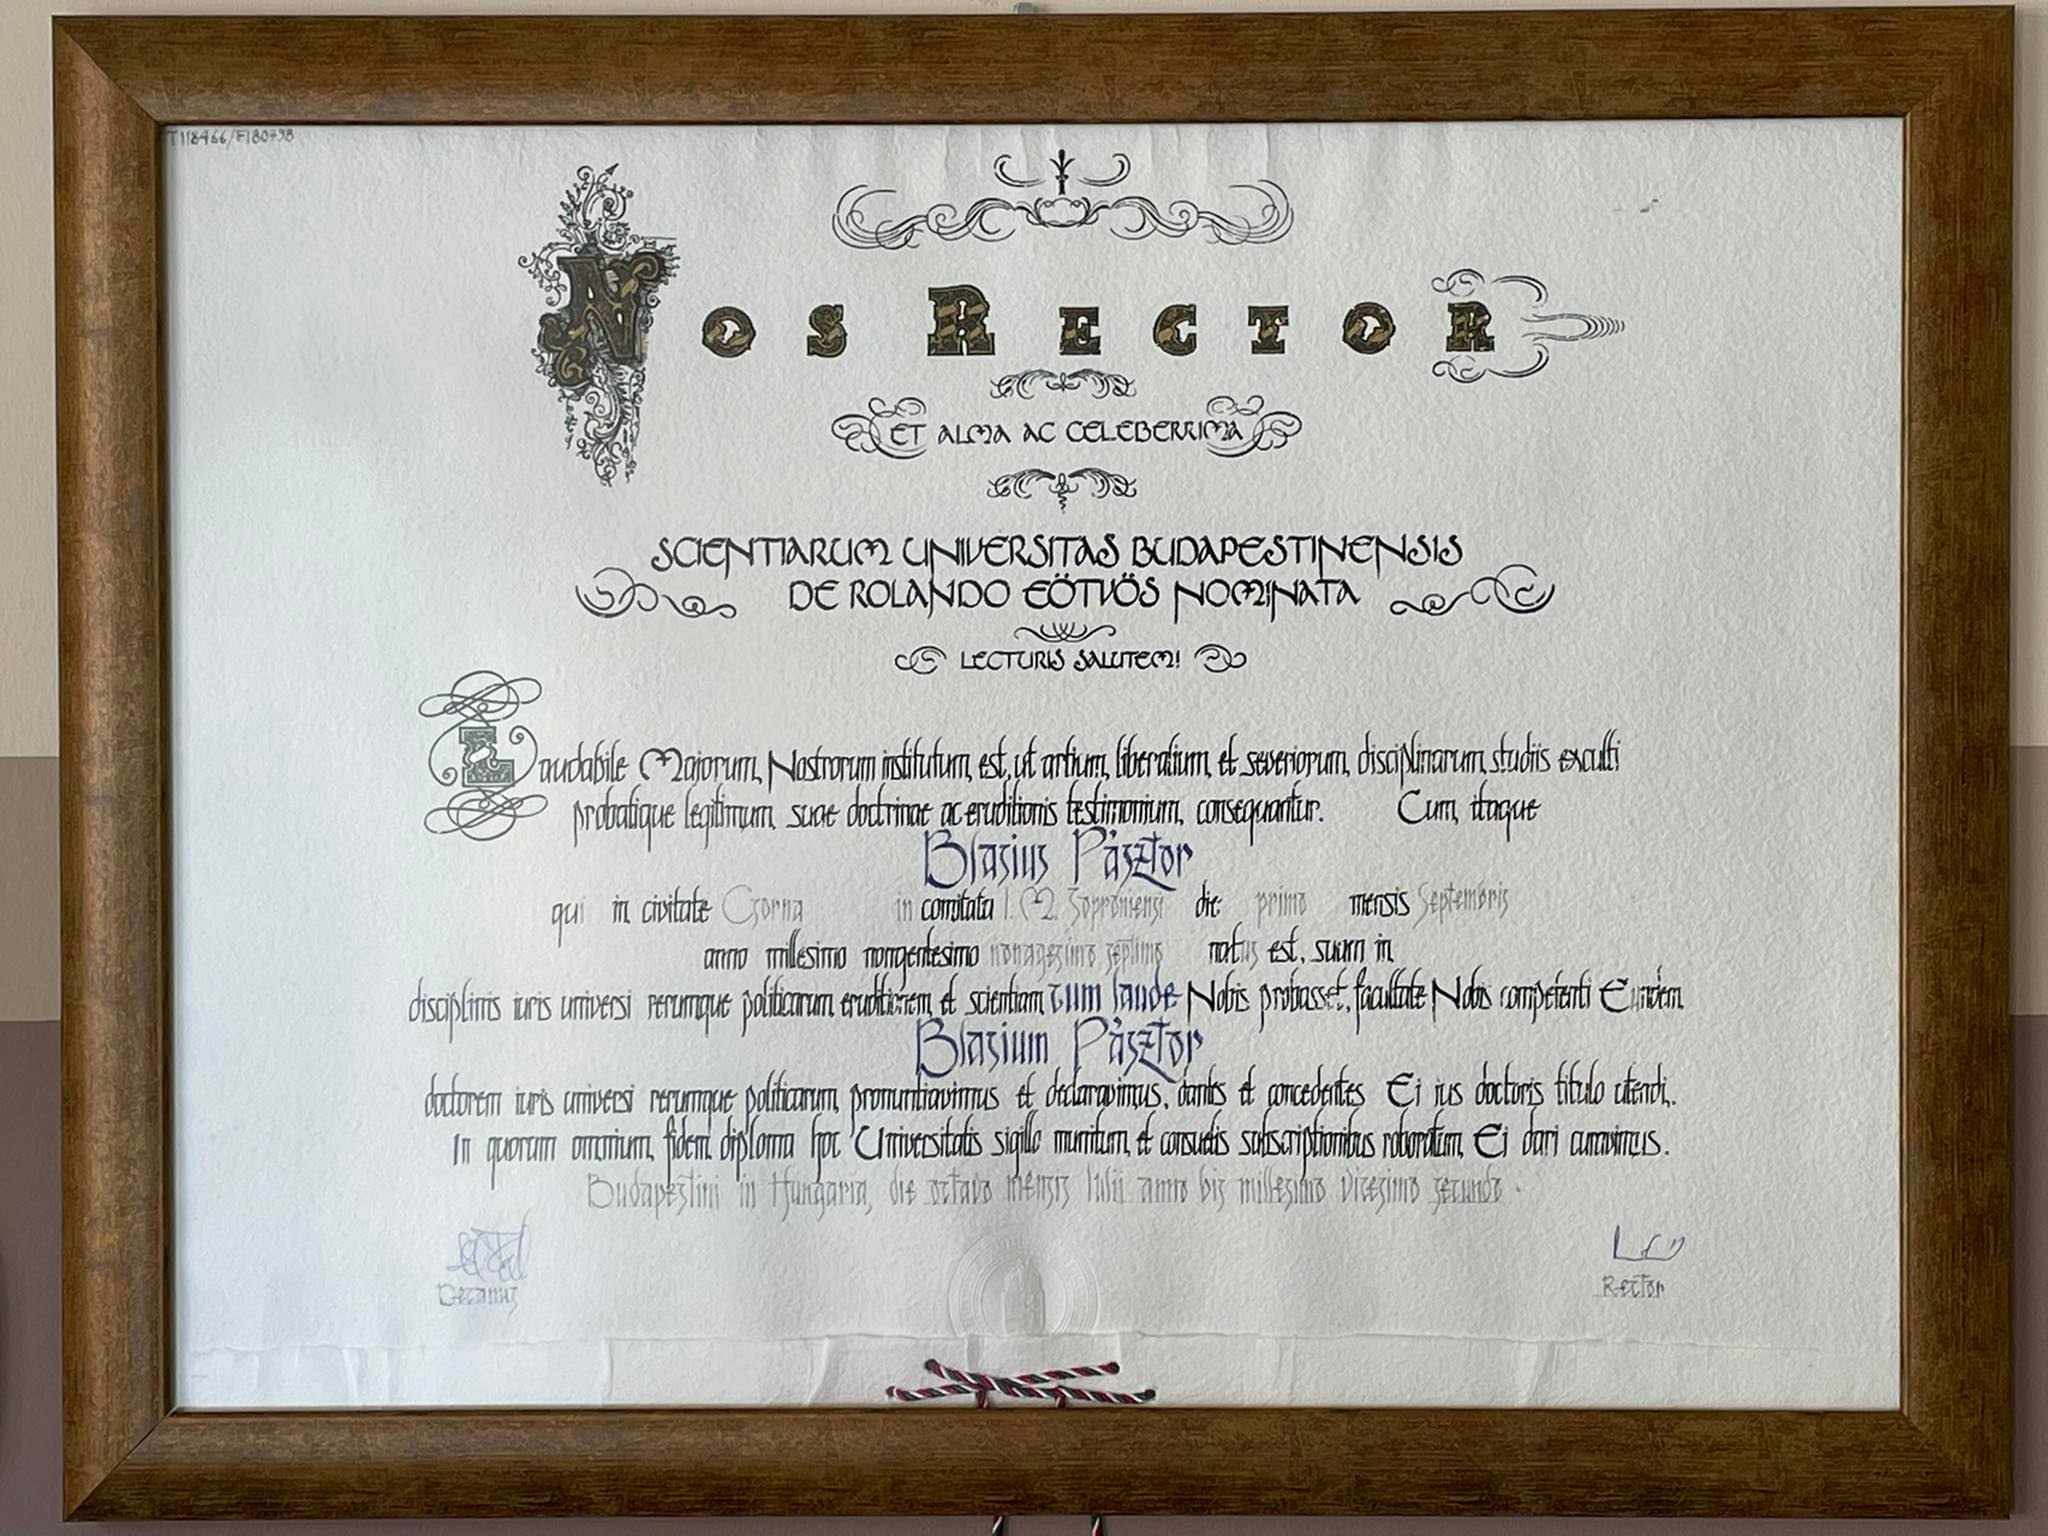 T118466/F180798
Nos Rector
ET ALMA AC CELEBERRIMA
SCIENTIARUM UNIVERSITAS BUDAPESTINENSIS
DE ROLANDO EÖTVÖS NOMINATA
LECTURIS SALUTEM!
Laudabile Majorum Nostrorum institutum est, ut artium liberalium et severiorum disciplinarum studiis exculti
probatique legitimum suae doctrinae ac eruditionis testimonium consequantur. Cum itaque
Blasius Pásztor
qui in civitate Csorna in comitatu I. M. Soproniensi die primo mensis Septembris
anno millesimo nongentesimo nonagesimo septimo natus est, suam in
disciplinis iuris universi rerumque politicarum eruditionem et scientiam cum laude Nobis probasset, facultate Nobis competenti Eundem
Blasium Pásztor
doctorem iuris universi rerumque politicarum pronuntiavimus et declaravimus, dantes et concedentes Ei ius doctoris titulo utendi.
In quorum omnium fidem diploma hoc Universitatis sigillo munitum et consuetis subscriptionibus roboratum Ei dari curavimus.
Budapestini in Hungaria, die octavo mensis Iulii anno bis millesimo vicesimo secundo.
Decanus
Rector